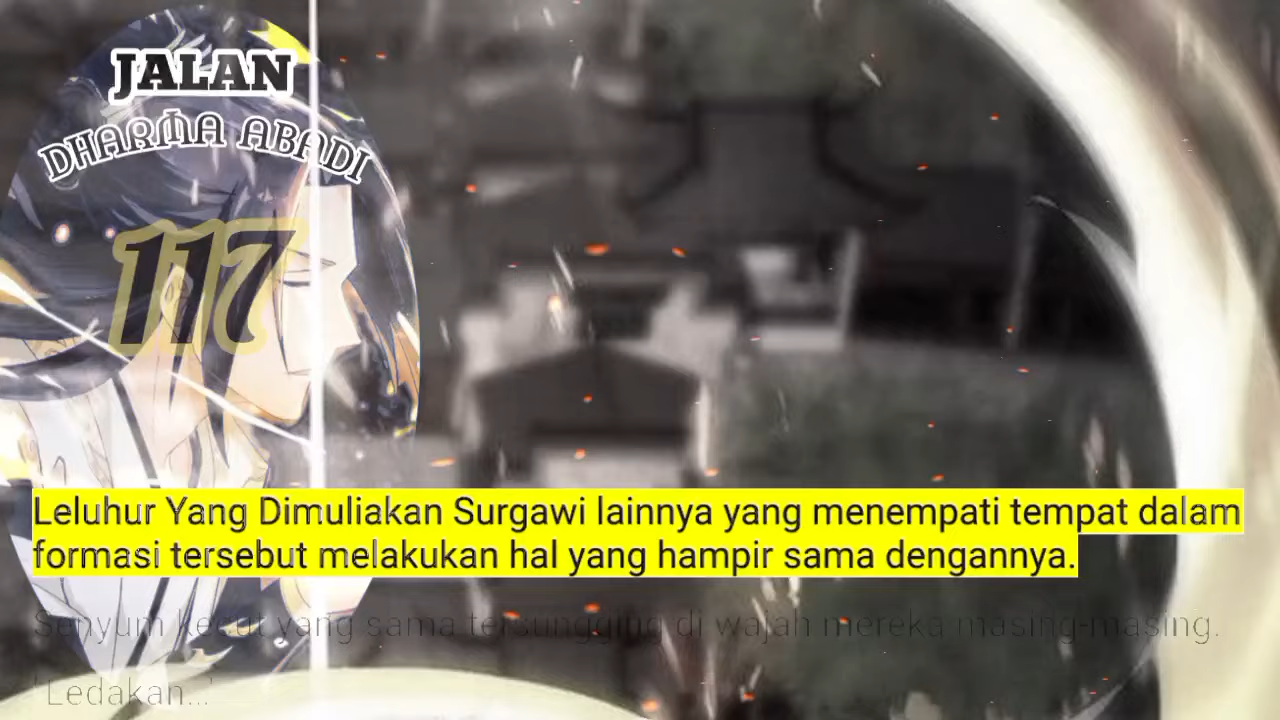 JALAN
DHARMA ABADI
117
Leluhur Yang Dimuliakan Surgawi lainnya yang menempati tempat dalam
formasi tersebut melakukan hal yang hampir sama dengannya.
Senyum kecut yang sama tersungging di wajah mereka masing-masing.
'Ledakan...'